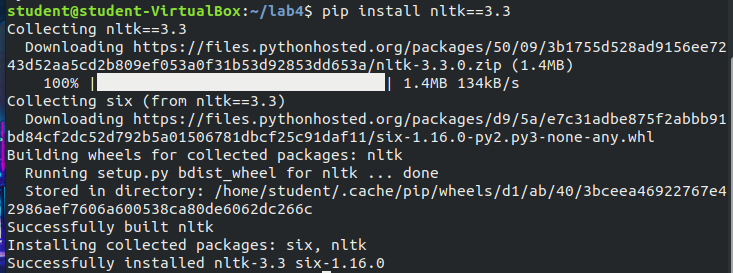 student@student-VirtualBox:~/lab4$ pip install nltk==3.3
Collecting nltk==3.3
  Downloading https://files.pythonhosted.org/packages/50/09/3b1755d528ad9156ee72
43d52aa5cd2b809ef053a0f31b53d92853dd653a/nltk-3.3.0.zip (1.4MB)
    100% |████████████████████████████████| 1.4MB 134kB/s
Collecting six (from nltk==3.3)
  Downloading https://files.pythonhosted.org/packages/d9/5a/e7c31adbe875f2abbb91
bd84cf2dc52d792b5a01506781dbcf25c91daf11/six-1.16.0-py2.py3-none-any.whl
Building wheels for collected packages: nltk
  Running setup.py bdist_wheel for nltk ... done
  Stored in directory: /home/student/.cache/pip/wheels/d1/ab/40/3bceea46922767e4
2986aef7606a600538ca80de6062dc266c
Successfully built nltk
Installing collected packages: six, nltk
Successfully installed nltk-3.3 six-1.16.0